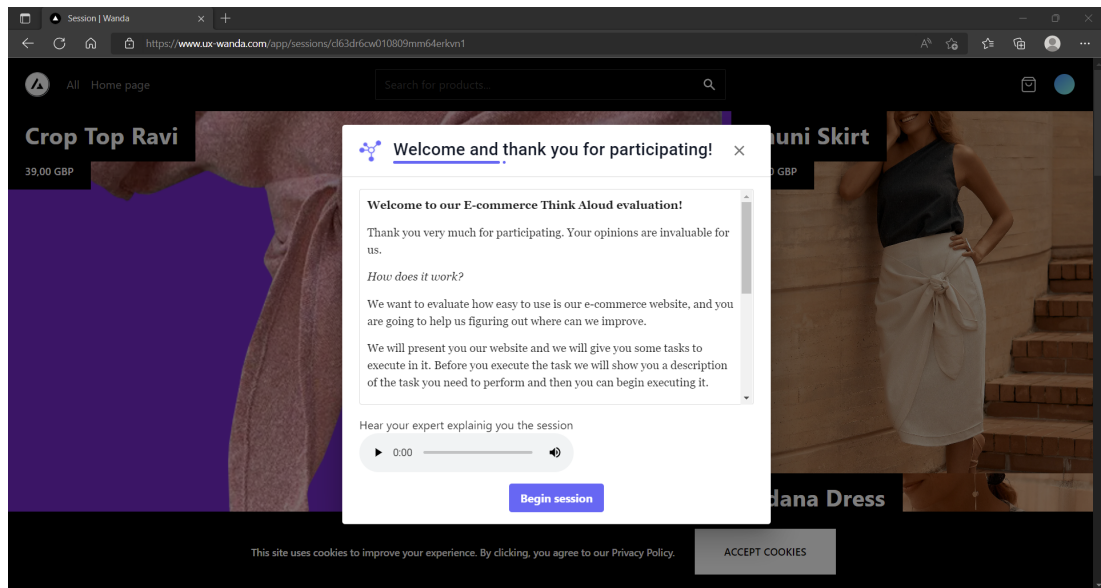 Session | Wanda
https://www.ux-wanda.com/app/sessions/cl63dr6cw010809mm64erkvn1
All Home page
Search for products...
Crop Top Ravi
39,00 GBP
Skirt
GBP
Welcome and thank you for participating!
Welcome to our E-commerce Think Aloud evaluation!
Thank you very much for participating. Your opinions are invaluable for
us.
How does it work?
We want to evaluate how easy to use is our e-commerce website, and you
are going to help us figuring out where can we improve.
We will present you our website and we will give you some tasks to
execute in it. Before you execute the task we will show you a description
of the task you need to perform and then you can begin executing it.
Hear your expert explainig you the session
0:00
Begin session
Dress
This site uses cookies to improve your experience. By clicking, you agree to our Privacy Policy.
ACCEPT COOKIES